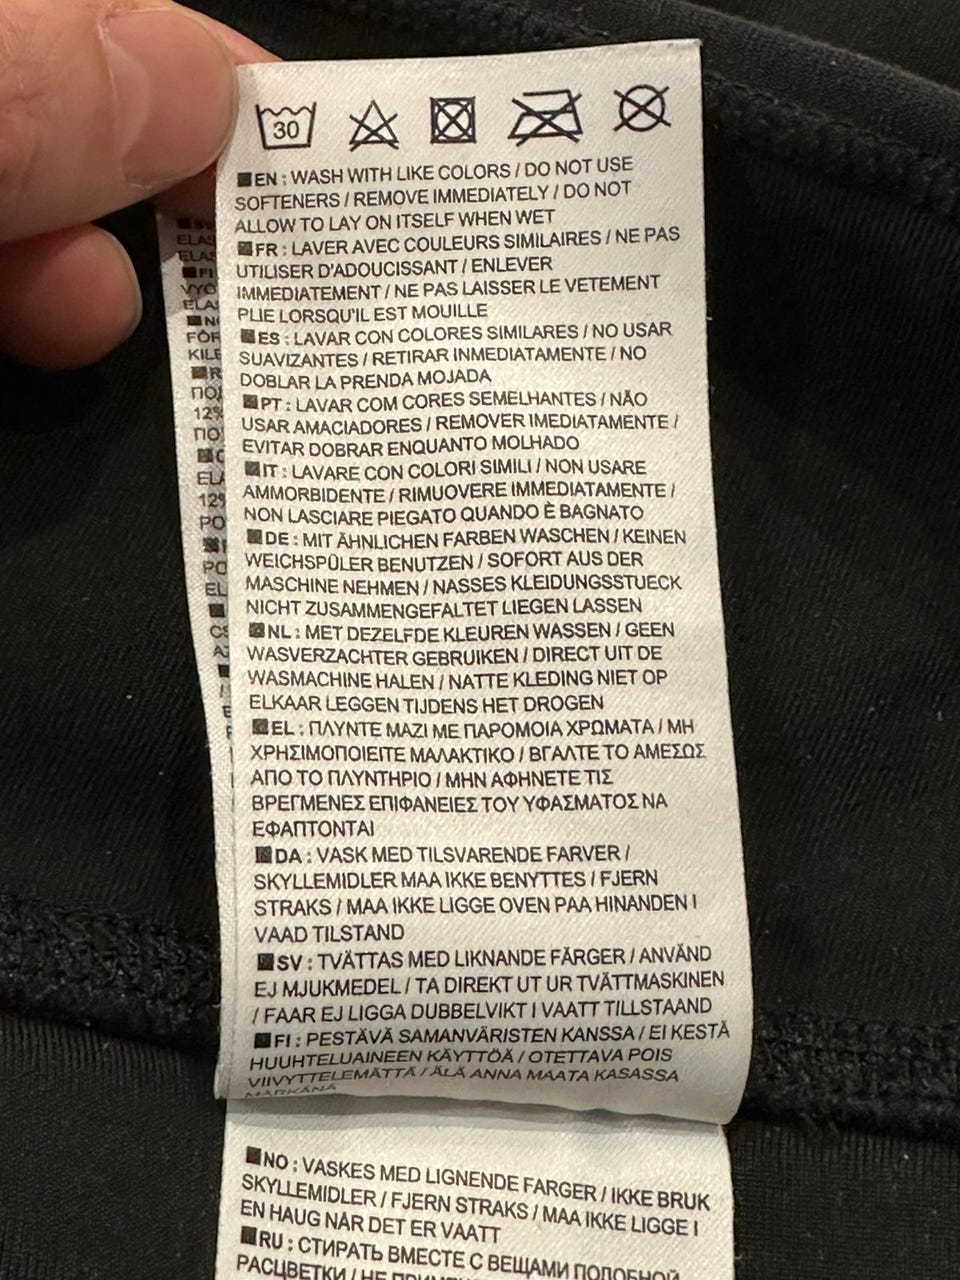 30
EN : WASH WITH LIKE COLORS / DO NOT USE
SOFTENERS / REMOVE IMMEDIATELY / DO NOT
ALLOW TO LAY ON ITSELF WHEN WET
FR : LAVER AVEC COULEURS SIMILAIRES / NE PAS
UTILISER D'ADOUCISSANT / ENLEVER
IMMEDIATEMENT / NE PAS LAISSER LE VETEMENT
PLIE LORSQU'IL EST MOUILLE
ES : LAVAR CON COLORES SIMILARES / NO USAR
SUAVIZANTES / RETIRAR INMEDIATAMENTE / NO
DOBLAR LA PRENDA MOJADA
PT : LAVAR COM CORES SEMELHANTES / NÃO
USAR AMACIADORES / REMOVER IMEDIATAMENTE /
EVITAR DOBRAR ENQUANTO MOLHADO
IT : LAVARE CON COLORI SIMILI / NON USARE
AMMORBIDENTE / RIMUOVERE IMMEDIATAMENTE /
NON LASCIARE PIEGATO QUANDO È BAGNATO
DE : MIT ÄHNLICHEN FARBEN WASCHEN / KEINEN
WEICHSPÜLER BENUTZEN / SOFORT AUS DER
MASCHINE NEHMEN / NASSES KLEIDUNGSSTUECK
NICHT ZUSAMMENGEFALTET LIEGEN LASSEN
NL : MET DEZELFDE KLEUREN WASSEN / GEEN
WASVERZACHTER GEBRUIKEN / DIRECT UIT DE
WASMACHINE HALEN / NATTE KLEDING NIET OP
ELKAAR LEGGEN TIJDENS HET DROGEN
EL : ΠΛΥΝΤΕ ΜΑΖΙ ΜΕ ΠΑΡΟΜΟΙΑ ΧΡΩΜΑΤΑ / ΜΗ
ΧΡΗΣΙΜΟΠΟΙΕΙΤΕ ΜΑΛΑΚΤΙΚΟ / ΒΓΑΛΤΕ ΤΟ ΑΜΕΣΩΣ
ΑΠΟ ΤΟ ΠΛΥΝΤΗΡΙΟ / ΜΗΝ ΑΦΗΝΕΤΕ ΤΙΣ
ΒΡΕΓΜΕΝΕΣ ΕΠΙΦΑΝΕΙΕΣ ΤΟΥ ΥΦΑΣΜΑΤΟΣ ΝΑ
ΕΦΑΠΤΟΝΤΑΙ
DA : VASK MED TILSVARENDE FARVER /
SKYLLEMIDLER MAA IKKE BENYTTES / FJERN
STRAKS / MAA IKKE LIGGE OVEN PAA HINANDEN I
VAAD TILSTAND
SV : TVÄTTAS MED LIKNANDE FÄRGER / ANVÄND
EJ MJUKMEDEL / TA DIREKT UT UR TVÄTTMASKINEN
/ FAAR EJ LIGGA DUBBELVIKT I VAATT TILLSTAAND
FI : PESTÄVÄ SAMANVÄRISTEN KANSSA / EI KESTÄ
HUUHTELUAINEEN KÄYTTÖÄ / OTETTAVA POIS
VIIVYTTELEMÄTTÄ / ÄLÄ ANNA MAATA KASASSA
MÄRKÄNÄ
NO : VASKES MED LIGNENDE FARGER / IKKE BRUK
SKYLLEMIDLER / FJERN STRAKS / MAA IKKE LIGGE I
EN HAUG NAR DET ER VAATT
RU : СТИРАТЬ ВМЕСТЕ С ВЕЩАМИ ПОДОБНОЙ
РАСЦВЕТКИ / НЕ